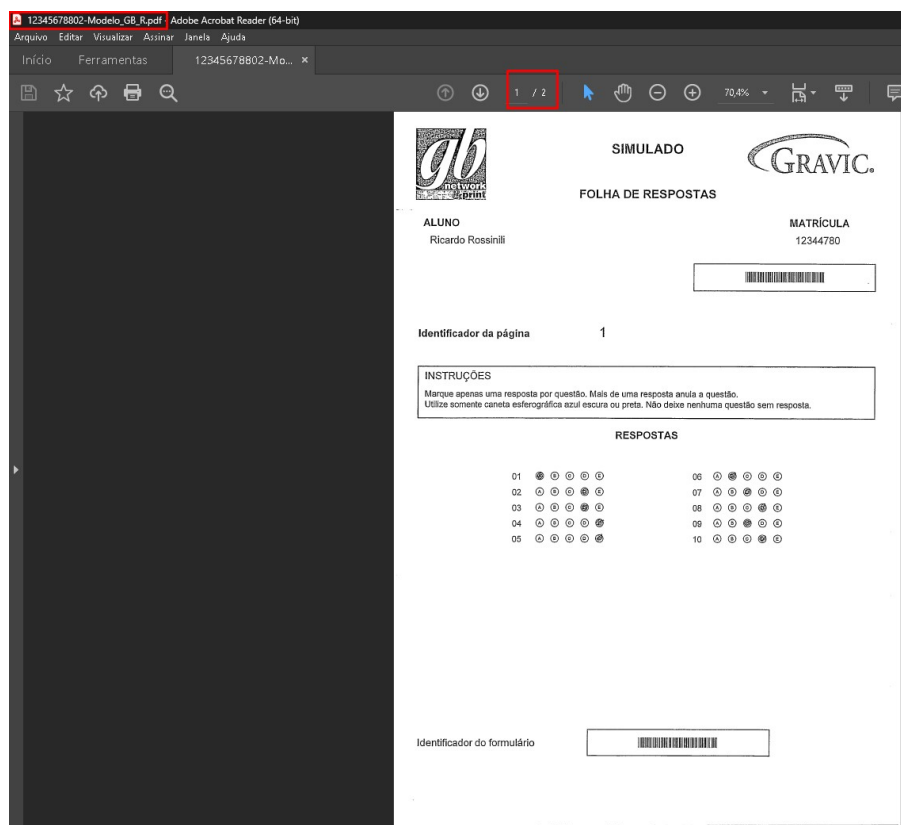 12345678802-Modelo_GB_R.pdf - Adobe Acrobat Reader (64-bit)
Arquivo Editar Visualizar Assinar Janela Ajuda
Início Ferramentas 12345678802-Mo... ×
1 / 2 70,4%
gb network & print
SIMULADO
GRAVIC.
FOLHA DE RESPOSTAS
ALUNO MATRÍCULA
Ricardo Rossinili 12344780
Identificador da página 1
INSTRUÇÕES
Marque apenas uma resposta por questão. Mais de uma resposta anula a questão.
Utilize somente caneta esferográfica azul escura ou preta. Não deixe nenhuma questão sem resposta.
RESPOSTAS
01 B C D E 06 A C D E
02 A B C E 07 A B D E
03 A B C E 08 A B C E
04 A B C D 09 A B D E
05 A B C D 10 A B C E
Identificador do formulário